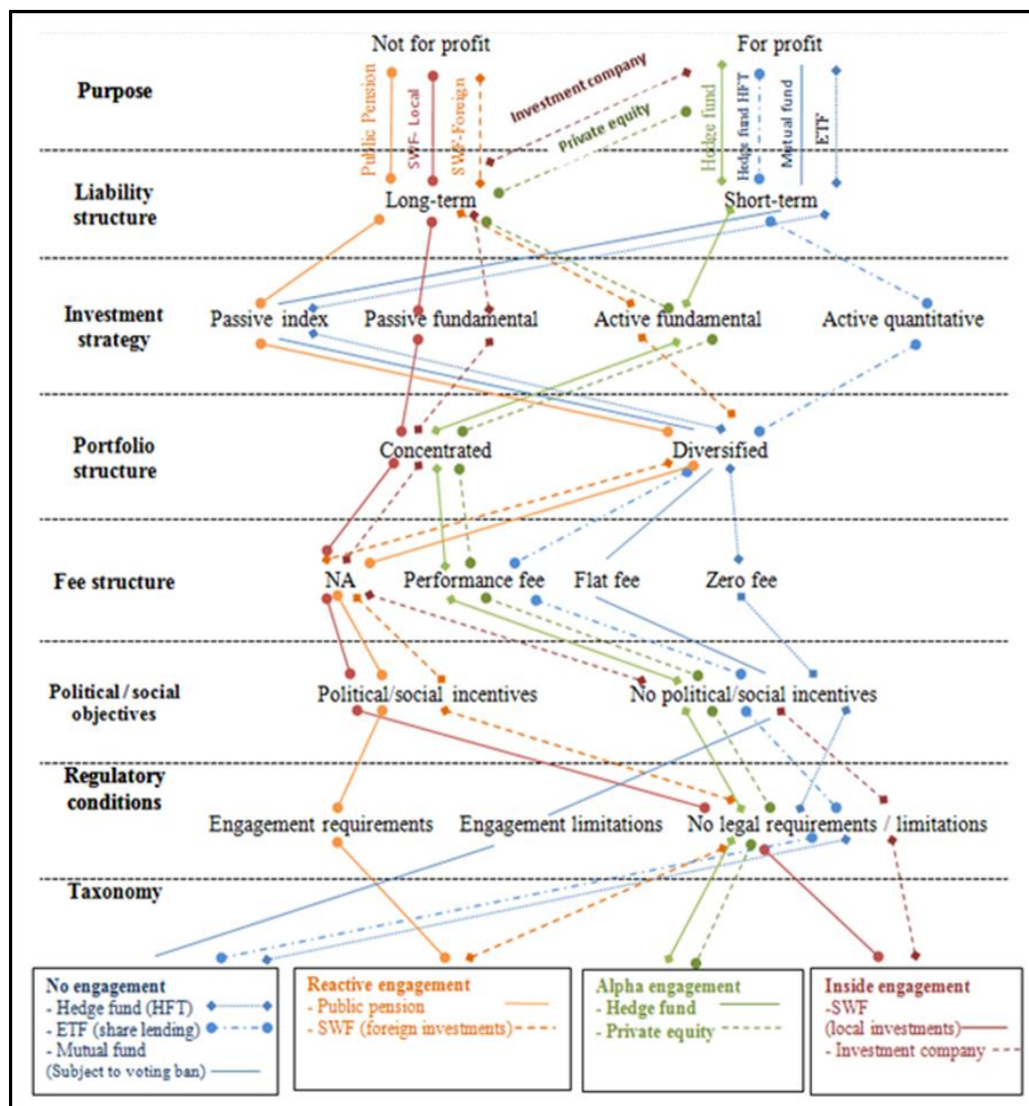 Not for profit
For profit
Purpose
Public Pension
SWF- Local
SWF-Foreign
Investment company
Private equity
Hedge fund
Hedge fund HFT
Mutual fund
ETF
Liability
structure
Long-term
Short-term
Investment
strategy
Passive index
Passive fundamental
Active fundamental
Active quantitative
Portfolio
structure
Concentrated
Diversified
Fee structure
NA
Performance fee
Flat fee
Zero fee
Political / social
objectives
Political/social incentives
No political/social incentives
Regulatory
conditions
Engagement requirements
Engagement limitations
No legal requirements / limitations
Taxonomy
No engagement
- Hedge fund (HFT)
- ETF (share lending)
- Mutual fund
(Subject to voting ban)
Reactive engagement
- Public pension
- SWF (foreign investments)
Alpha engagement
- Hedge fund
- Private equity
Inside engagement
-SWF
(local investments)
- Investment company